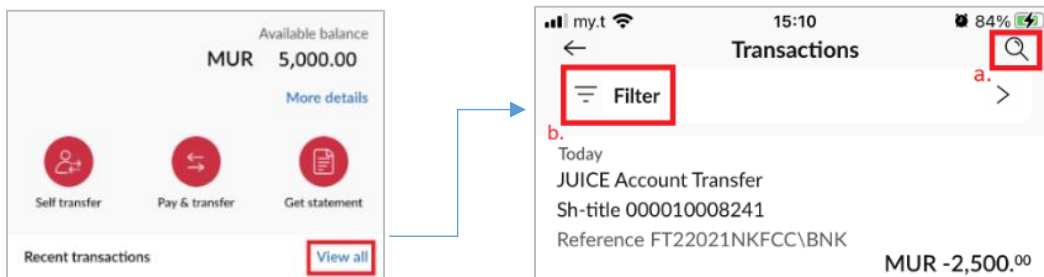 Available balance
MUR 5,000.00
More details
Self transfer Pay & transfer Get statement
Recent transactions View all
my.t 15:10 84%
Transactions
a.
Filter
b.
Today
JUICE Account Transfer
Sh-title 000010008241
Reference FT22021NKFCC\BNK
MUR -2,500.00